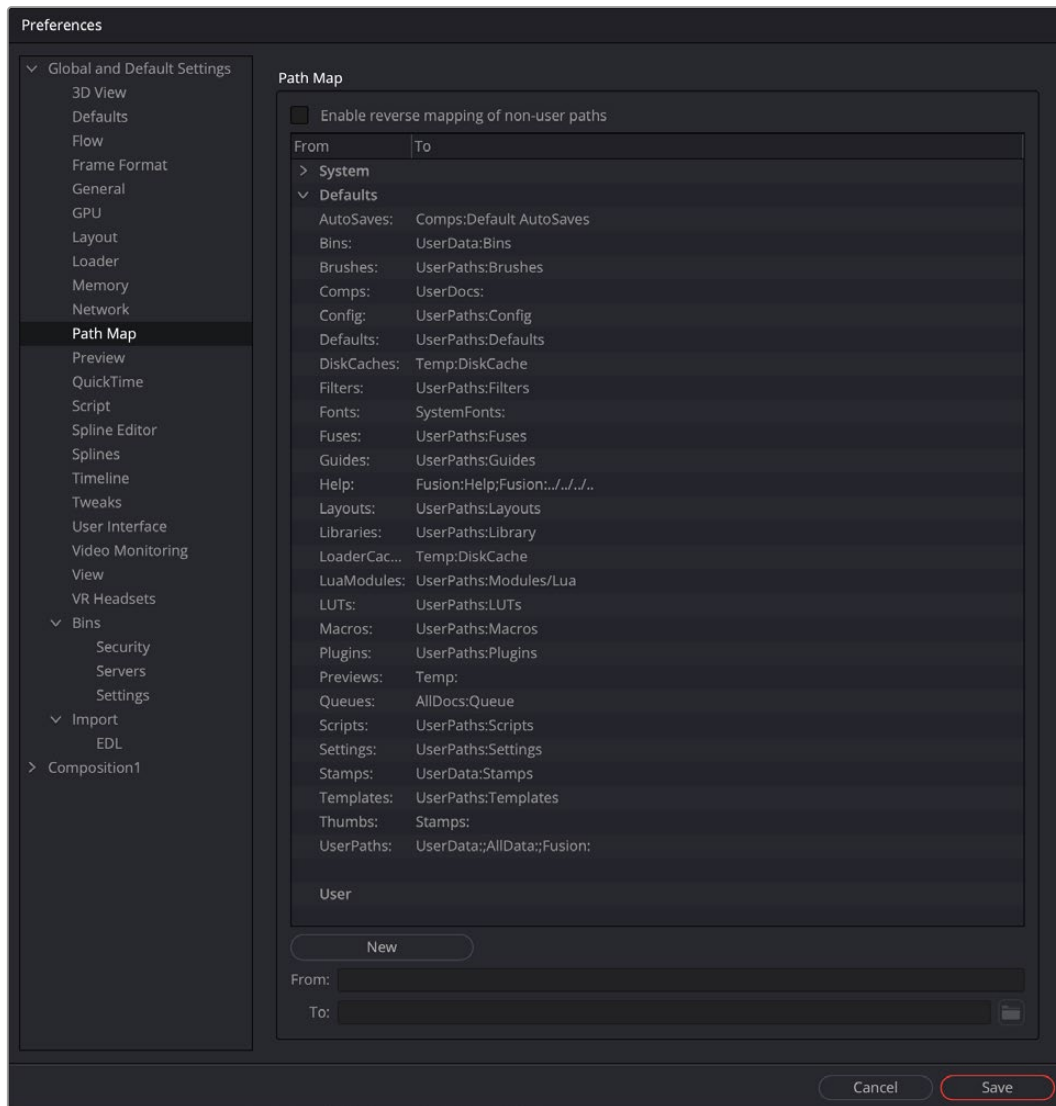 Preferences
Global and Default Settings
3D View
Defaults
Flow
Frame Format
General
GPU
Layout
Loader
Memory
Network
Path Map
Preview
QuickTime
Script
Spline Editor
Splines
Timeline
Tweaks
User Interface
Video Monitoring
View
VR Headsets
Bins
Security
Servers
Settings
Import
EDL
Composition1
Path Map
Enable reverse mapping of non-user paths
From To
System
Defaults
AutoSaves: Comps:Default AutoSaves
Bins: UserData:Bins
Brushes: UserPaths:Brushes
Comps: UserDocs:
Config: UserPaths:Config
Defaults: UserPaths:Defaults
DiskCaches: Temp:DiskCache
Filters: UserPaths:Filters
Fonts: SystemFonts:
Fuses: UserPaths:Fuses
Guides: UserPaths:Guides
Help: Fusion:Help;Fusion:../../../..
Layouts: UserPaths:Layouts
Libraries: UserPaths:Library
LoaderCac... Temp:DiskCache
LuaModules: UserPaths:Modules/Lua
LUTs: UserPaths:LUTs
Macros: UserPaths:Macros
Plugins: UserPaths:Plugins
Previews: Temp:
Queues: AllDocs:Queue
Scripts: UserPaths:Scripts
Settings: UserPaths:Settings
Stamps: UserData:Stamps
Templates: UserPaths:Templates
Thumbs: Stamps:
UserPaths: UserData:;AllData:;Fusion:
User
New
From:
To:
Cancel Save